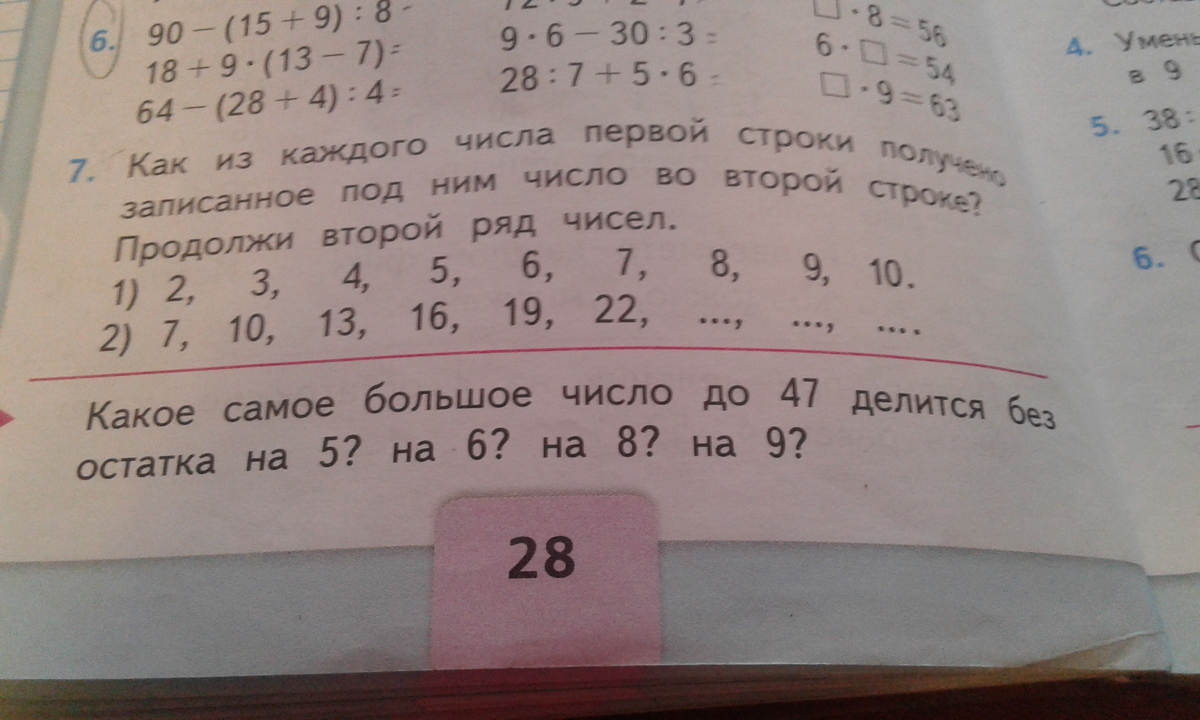 6. 90 − (15 + 9) : 8
18 + 9 · (13 − 7)=
64 − (28 + 4) : 4=
9 · 6 − 30 : 3 =
28 : 7 + 5 · 6 =
□ · 8 = 56
6 · □ = 54
□ · 9 = 63
7. Как из каждого числа первой строки получено
записанное под ним число во второй строке?
Продолжи второй ряд чисел.
1) 2, 3, 4, 5, 6, 7, 8, 9, 10.
2) 7, 10, 13, 16, 19, 22, ..., ..., ....
Какое самое большое число до 47 делится без
остатка на 5? на 6? на 8? на 9?
28
4. Умень
в 9
5. 38 :
16
28
6.